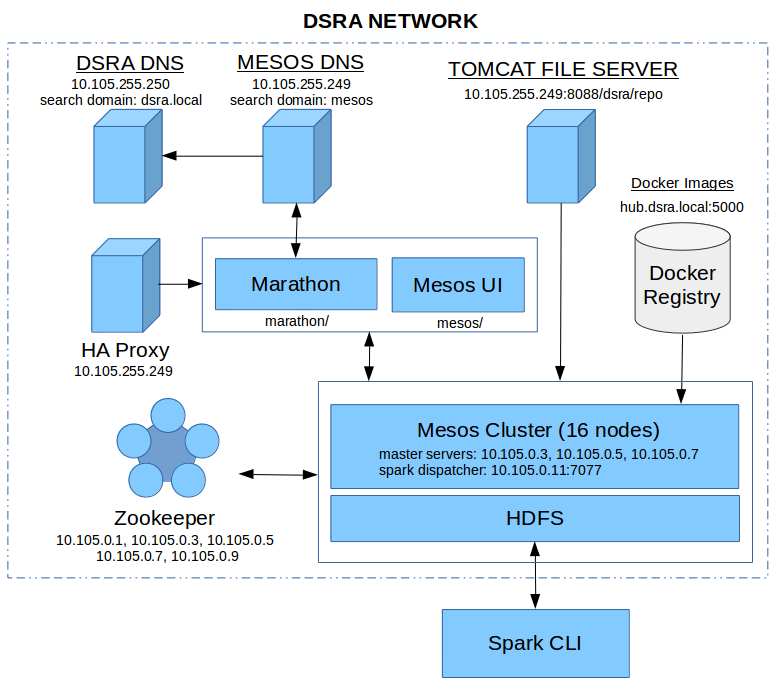 DSRA NETWORK
DSRA DNS
10.105.255.250
search domain: dsra.local
MESOS DNS
10.105.255.249
search domain: mesos
TOMCAT FILE SERVER
10.105.255.249:8088/dsra/repo
Docker Images
hub.dsra.local:5000
Docker
Registry
Marathon
marathon/
Mesos UI
mesos/
HA Proxy
10.105.255.249
Mesos Cluster (16 nodes)
master servers: 10.105.0.3, 10.105.0.5, 10.105.0.7
spark dispatcher: 10.105.0.11:7077
HDFS
Zookeeper
10.105.0.1, 10.105.0.3, 10.105.0.5
10.105.0.7, 10.105.0.9
Spark CLI